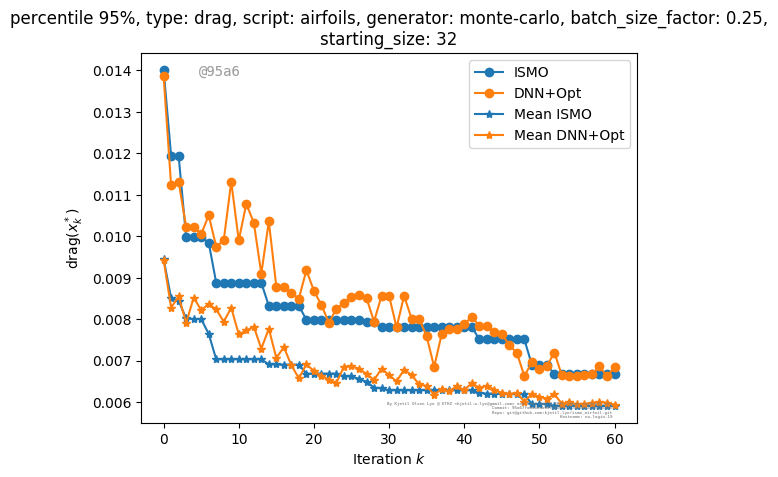 percentile 95%, type: drag, script: airfoils, generator: monte-carlo, batch_size_factor: 0.25,
starting_size: 32
@95a6
ISMO
DNN+Opt
Mean ISMO
Mean DNN+Opt
0.014
0.013
0.012
0.011
0.010
0.009
0.008
0.007
0.006
drag(x*k)
0 10 20 30 40 50 60
Iteration k